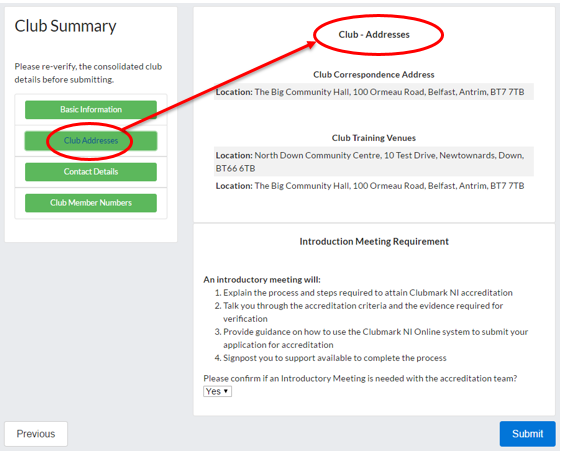 Club Summary
Please re-verify, the consolidated club
details before submitting.
Basic Information
Club Addresses
Contact Details
Club Member Numbers
Club - Addresses
Club Correspondence Address
Location: The Big Community Hall, 100 Ormeau Road, Belfast, Antrim, BT7 7TB
Club Training Venues
Location: North Down Community Centre, 10 Test Drive, Newtownards, Down,
BT66 6TB
Location: The Big Community Hall, 100 Ormeau Road, Belfast, Antrim, BT7 7TB
Introduction Meeting Requirement
An introductory meeting will:
1. Explain the process and steps required to attain Clubmark NI accreditation
2. Talk you through the accreditation criteria and the evidence required for
verification
3. Provide guidance on how to use the Clubmark NI Online system to submit your
application for accreditation
4. Signpost you to support available to complete the process
Please confirm if an Introductory Meeting is needed with the accreditation team?
Yes
Previous
Submit